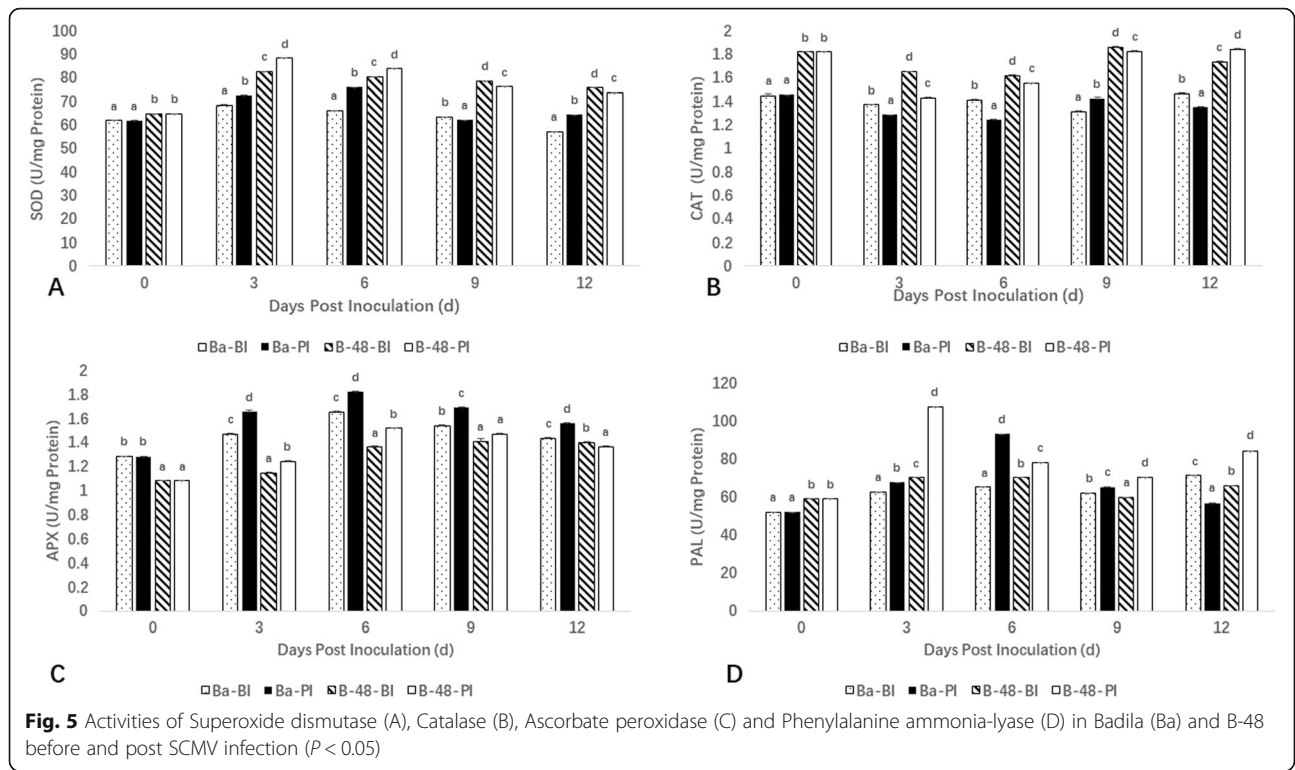 SOD (U/mg Protein)
100
90
80
70
60
50
40
30
20
10
0
a a b b
a b c d
a b c d
b a d c
a b d c
0 3 6 9 12
A
Days Post Inoculation (d)
Ba-BI Ba-PI B-48-BI B-48-PI
CAT (U/mg Protein)
2
1.8
1.6
1.4
1.2
1
0.8
0.6
0.4
0.2
0
a a b b
b a d c
b a d c
a b d c
b a c d
0 3 6 9 12
B
Days Post Inoculation (d)
Ba-BI Ba-PI B-48-BI B-48-PI
APX (U/mg Protein)
2
1.8
1.6
1.4
1.2
1
0.8
0.6
0.4
0.2
0
b b a a
c d a b
c d a b
b c a a
c d b a
0 3 6 9 12
Days Post Inoculation (d)
C
Ba-BI Ba-PI B-48-BI B-48-PI
PAL (U/mg Protein)
120
100
80
60
40
20
0
a a b b
a b c d
a d b c
b c a d
c a b d
0 3 6 9 12
Days Post Inoculation (d)
D
Ba-BI Ba-PI B-48-BI B-48-PI
Fig. 5 Activities of Superoxide dismutase (A), Catalase (B), Ascorbate peroxidase (C) and Phenylalanine ammonia-lyase (D) in Badila (Ba) and B-48
before and post SCMV infection (P < 0.05)